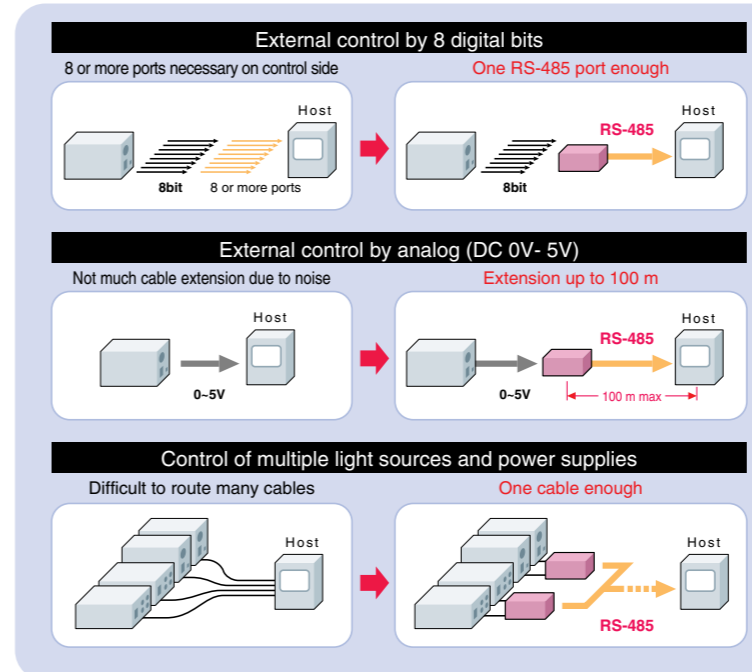 External control by 8 digital bits
8 or more ports necessary on control side
One RS-485 port enough
Host
8bit
8 or more ports
Host
RS-485
8bit
External control by analog (DC 0V- 5V)
Not much cable extension due to noise
Extension up to 100 m
Host
0~5V
Host
RS-485
0~5V
100 m max
Control of multiple light sources and power supplies
Difficult to route many cables
One cable enough
Host
Host
RS-485